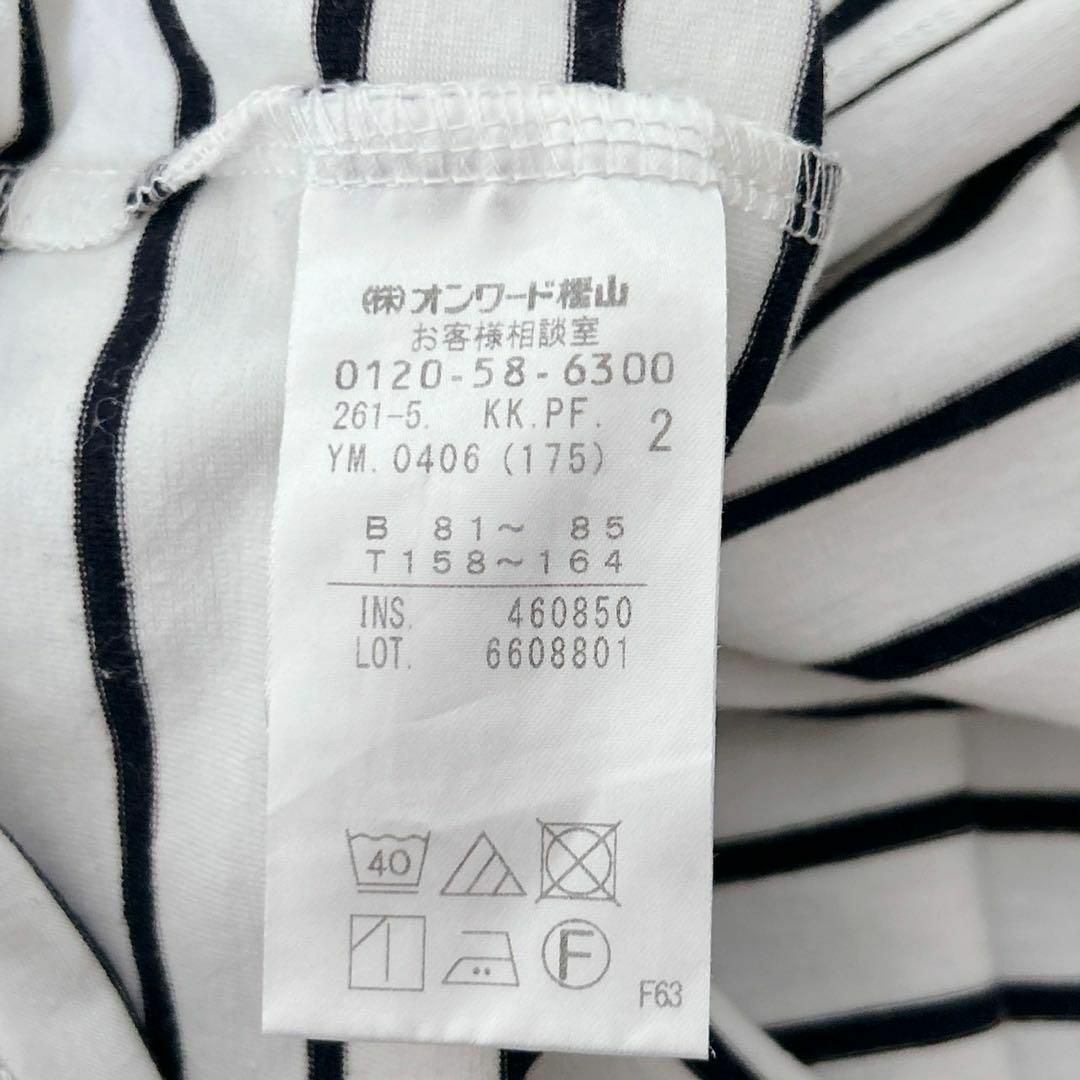 (株)オンワード樫山
お客様相談室
0120-58-6300
261-5. KK.PF. 2
YM.0406(175)
B 81~ 85
T158~164
INS. 460850
LOT. 6608801
40
F
F63